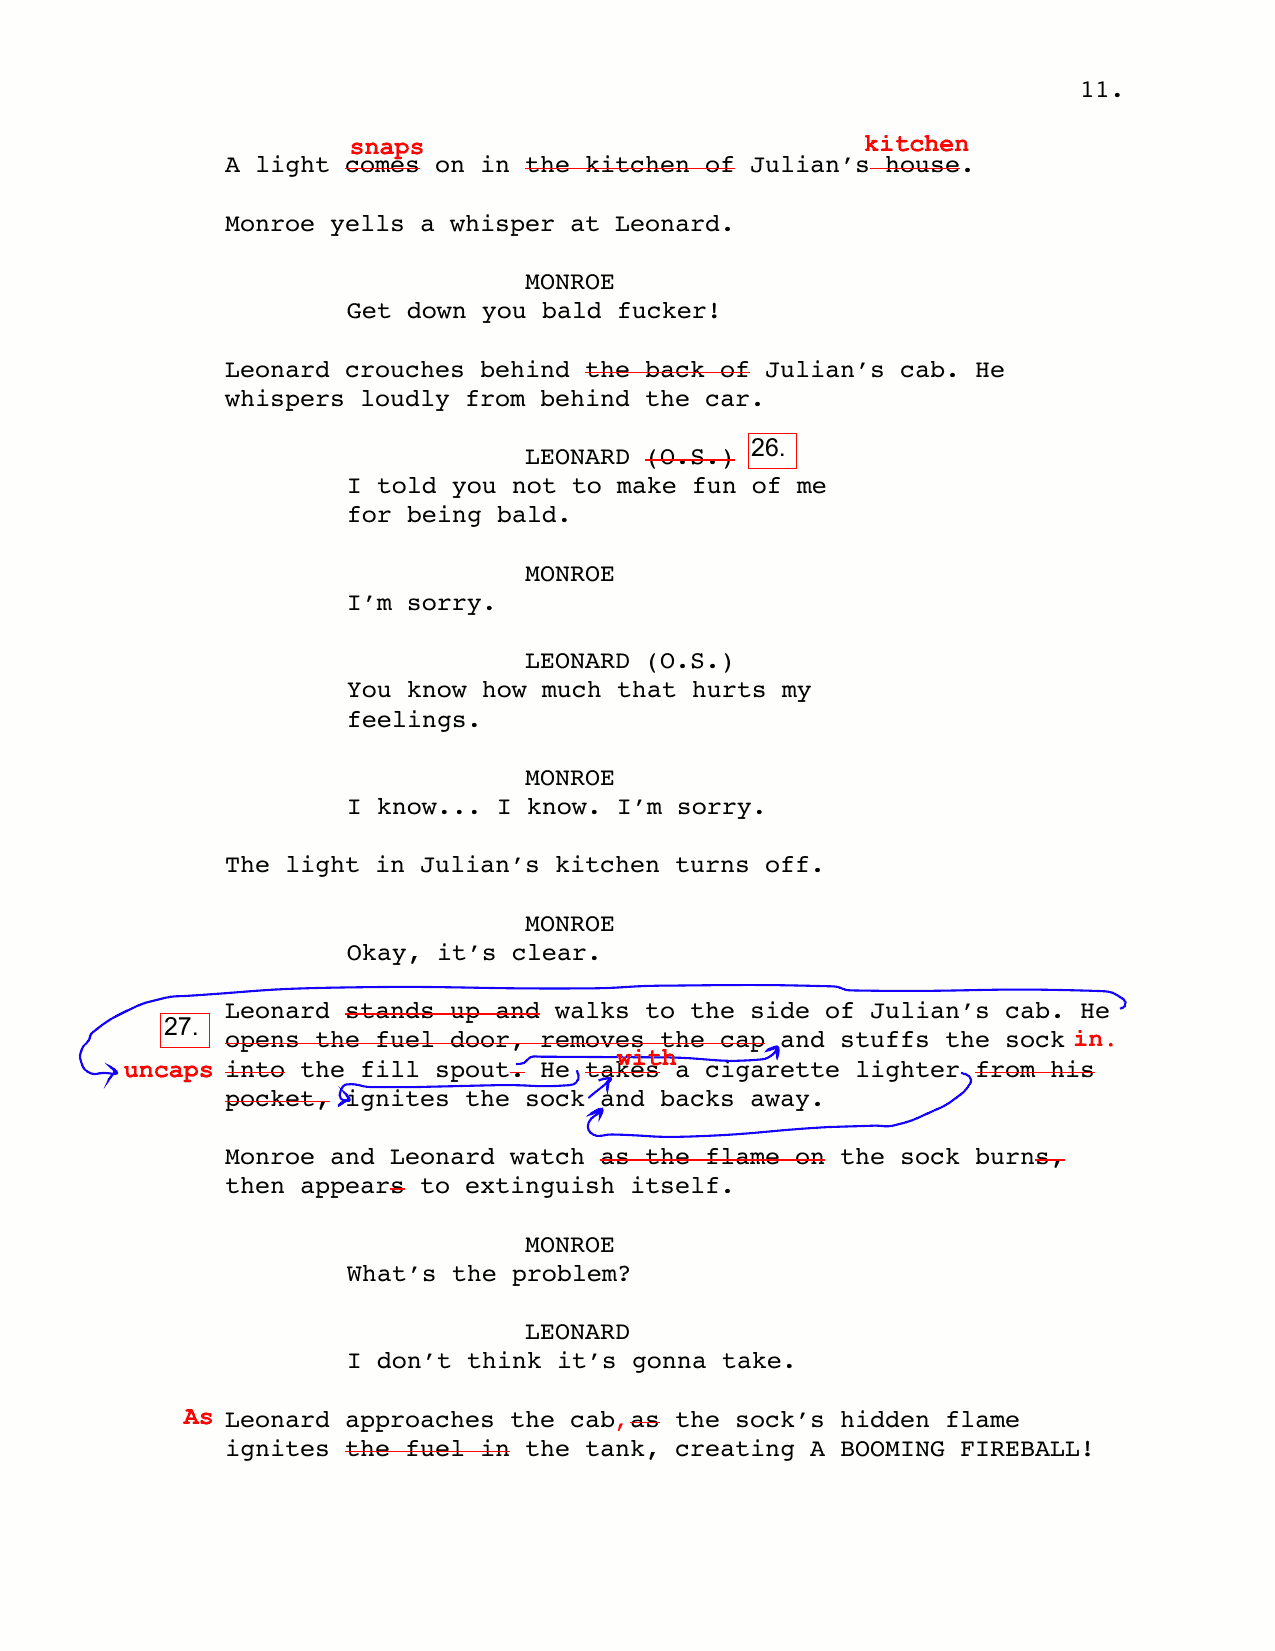 11.
snaps kitchen
A light comes on in the kitchen of Julian's house.
Monroe yells a whisper at Leonard.
MONROE
Get down you bald fucker!
Leonard crouches behind the back of Julian's cab. He
whispers loudly from behind the car.
LEONARD (O.S.) 26.
I told you not to make fun of me
for being bald.
MONROE
I'm sorry.
LEONARD (O.S.)
You know how much that hurts my
feelings.
MONROE
I know... I know. I'm sorry.
The light in Julian's kitchen turns off.
MONROE
Okay, it's clear.
Leonard stands up and walks to the side of Julian's cab. He
27. opens the fuel door, removes the cap and stuffs the sock in.
with
uncaps into the fill spout. He takes a cigarette lighter from his
pocket, ignites the sock and backs away.
Monroe and Leonard watch as the flame on the sock burns,
then appears to extinguish itself.
MONROE
What's the problem?
LEONARD
I don't think it's gonna take.
As Leonard approaches the cab, as the sock's hidden flame
ignites the fuel in the tank, creating A BOOMING FIREBALL!